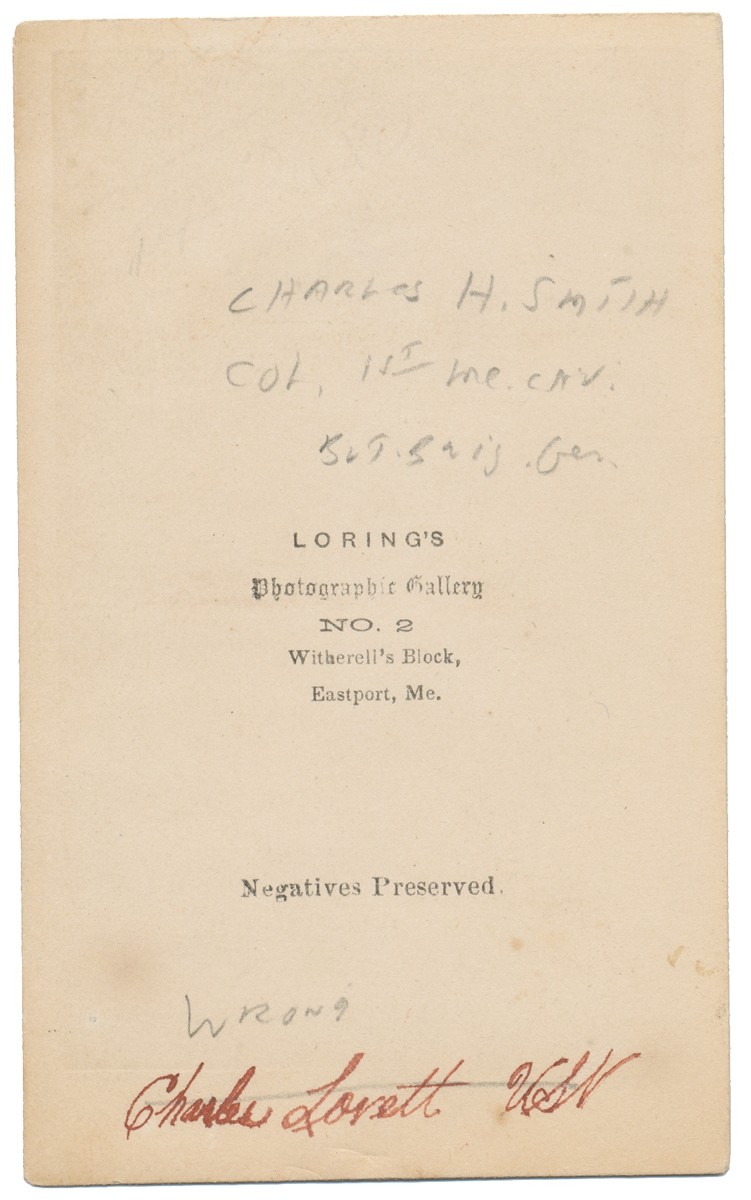 CHARLES H. SMITH
COL. 1ST Me. CAV.
BvT. Brig. Gen.
LORING'S
Photographic Gallery
NO. 2
Witherell's Block,
Eastport, Me.
Negatives Preserved.
WRONG
Charles Lovett USN